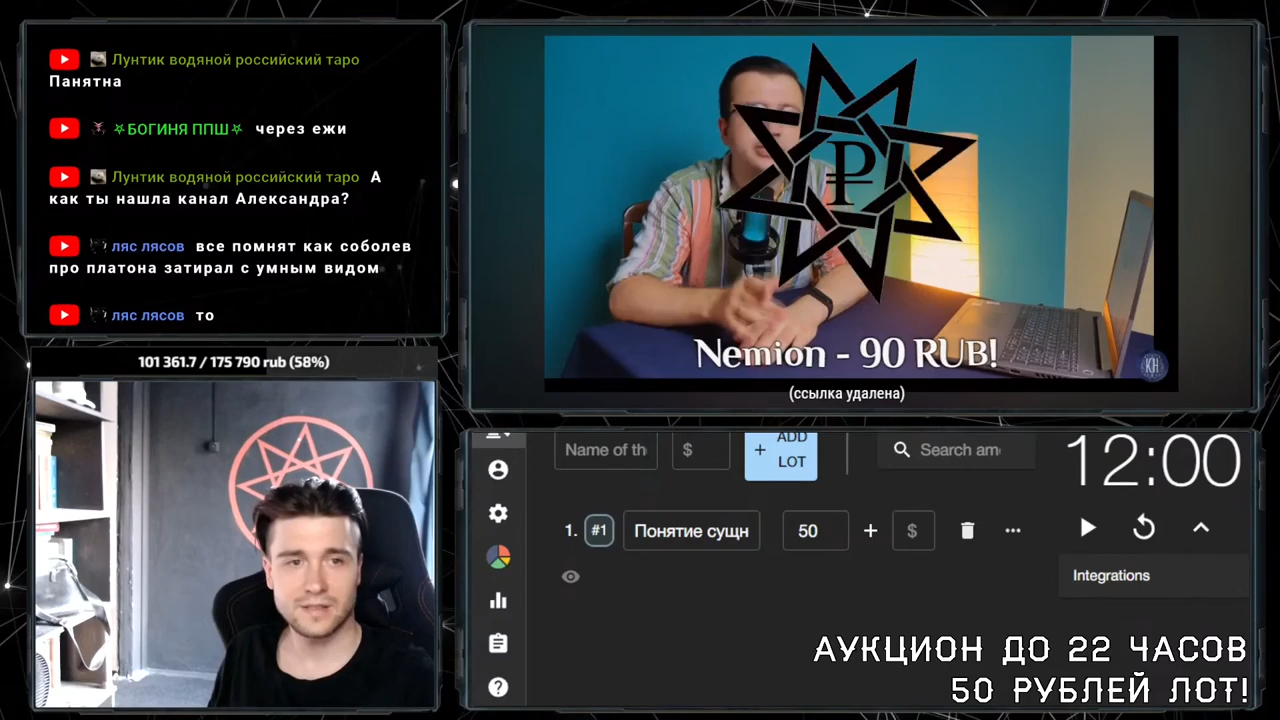 Лунтик водяной российский таро
Панятна
⛧БОГИНЯ ППШ⛧ через ежи
Лунтик водяной российский таро А
как ты нашла канал Александра?
ляс лясов все помнят как соболев
про платона затирал с умным видом
ляс лясов то
101 361.7 / 175 790 rub (58%)
₽
Nemion - 90 RUB!
KH
(ссылка удалена)
Name of th
$
+ ADD
LOT
Search am
12:00
1. #1 Понятие сущн 50 + $
Integrations
АУКЦИОН ДО 22 ЧАСОВ
50 РУБЛЕЙ ЛОТ!